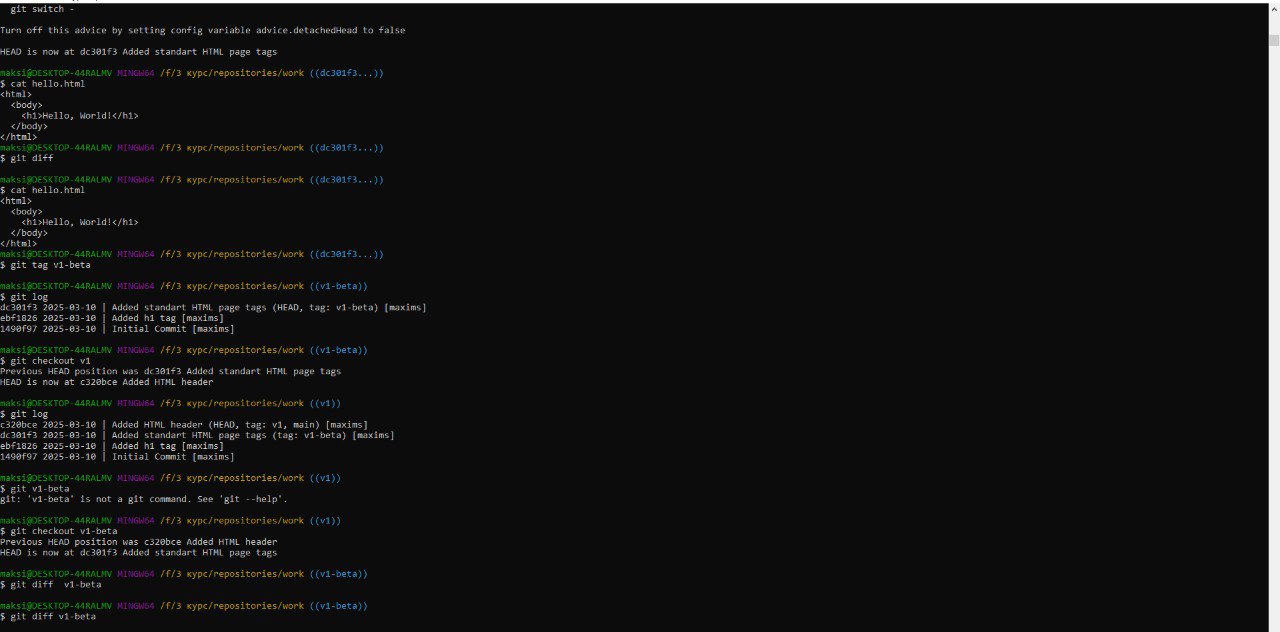 git switch -
Turn off this advice by setting config variable advice.detachedHead to false
HEAD is now at dc301f3 Added standart HTML page tags
maksi@DESKTOP-44RALMV MINGW64 /f/3 курс/repositories/work ((dc301f3...))
$ cat hello.html
<html>
  <body>
    <h1>Hello, World!</h1>
  </body>
</html>
maksi@DESKTOP-44RALMV MINGW64 /f/3 курс/repositories/work ((dc301f3...))
$ git diff
maksi@DESKTOP-44RALMV MINGW64 /f/3 курс/repositories/work ((dc301f3...))
$ cat hello.html
<html>
  <body>
    <h1>Hello, World!</h1>
  </body>
</html>
maksi@DESKTOP-44RALMV MINGW64 /f/3 курс/repositories/work ((dc301f3...))
$ git tag v1-beta
maksi@DESKTOP-44RALMV MINGW64 /f/3 курс/repositories/work ((v1-beta))
$ git log
dc301f3 2025-03-10 | Added standart HTML page tags (HEAD, tag: v1-beta) [maxims]
ebf1826 2025-03-10 | Added h1 tag [maxims]
1490f97 2025-03-10 | Initial Commit [maxims]
maksi@DESKTOP-44RALMV MINGW64 /f/3 курс/repositories/work ((v1-beta))
$ git checkout v1
Previous HEAD position was dc301f3 Added standart HTML page tags
HEAD is now at c320bce Added HTML header
maksi@DESKTOP-44RALMV MINGW64 /f/3 курс/repositories/work ((v1))
$ git log
c320bce 2025-03-10 | Added HTML header (HEAD, tag: v1, main) [maxims]
dc301f3 2025-03-10 | Added standart HTML page tags (tag: v1-beta) [maxims]
ebf1826 2025-03-10 | Added h1 tag [maxims]
1490f97 2025-03-10 | Initial Commit [maxims]
maksi@DESKTOP-44RALMV MINGW64 /f/3 курс/repositories/work ((v1))
$ git v1-beta
git: 'v1-beta' is not a git command. See 'git --help'.
maksi@DESKTOP-44RALMV MINGW64 /f/3 курс/repositories/work ((v1))
$ git checkout v1-beta
Previous HEAD position was c320bce Added HTML header
HEAD is now at dc301f3 Added standart HTML page tags
maksi@DESKTOP-44RALMV MINGW64 /f/3 курс/repositories/work ((v1-beta))
$ git diff  v1-beta
maksi@DESKTOP-44RALMV MINGW64 /f/3 курс/repositories/work ((v1-beta))
$ git diff v1-beta